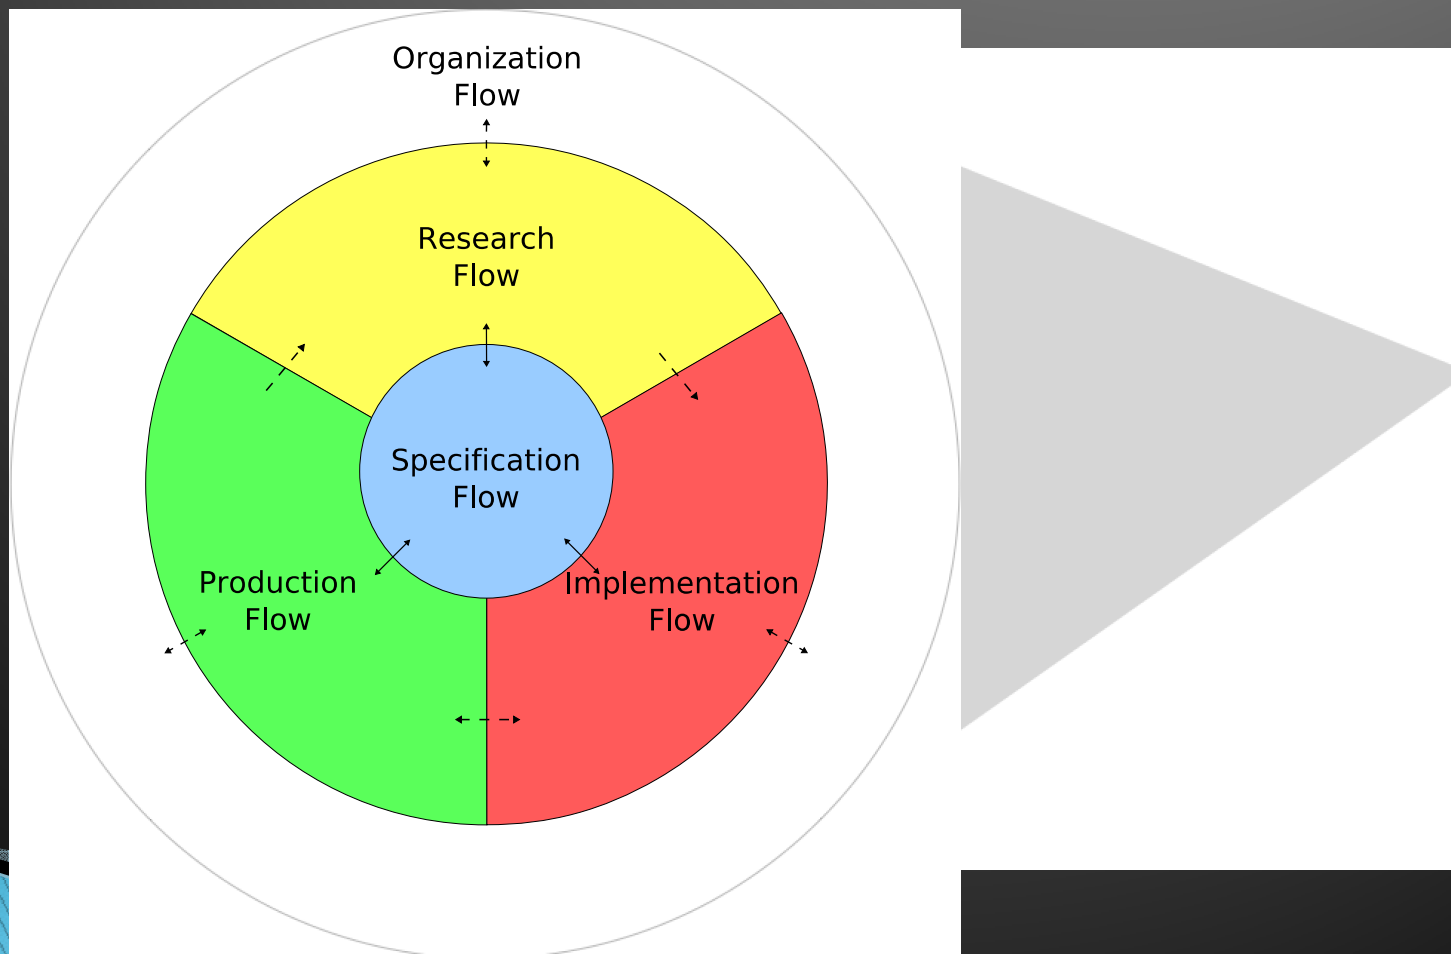 Organization
Flow
Research
Flow
Specification
Flow
Production
Flow
Implementation
Flow